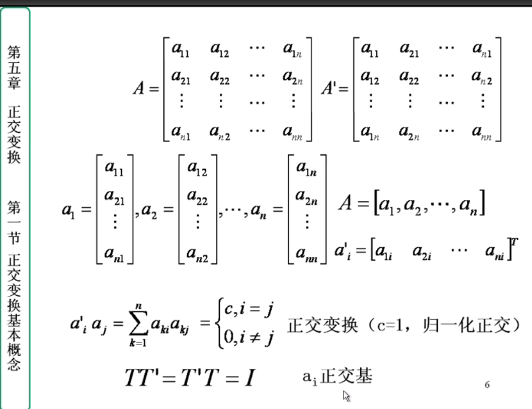 第五章 正交变换 第一节 正交变换基本概念
A = [a11 a12 ⋯ a1n; a21 a22 ⋯ a2n; ⋮ ⋮ ⋯ ⋮; an1 an2 ⋯ ann] A' = [a11 a21 ⋯ an1; a12 a22 ⋯ an2; ⋮ ⋮ ⋯ ⋮; a1n a2n ⋯ ann]
a1 = [a11; a21; ⋮; an1], a2 = [a12; a22; ⋮; an2], ⋯, an = [a1n; a2n; ⋮; ann] A = [a1, a2, ⋯, an]
a'i = [a1i a2i ⋯ ani]T
a'i aj = ∑(k=1..n) aki akj = {c, i = j; 0, i ≠ j 正交变换（c=1，归一化正交）
TT' = T'T = I ai正交基
6